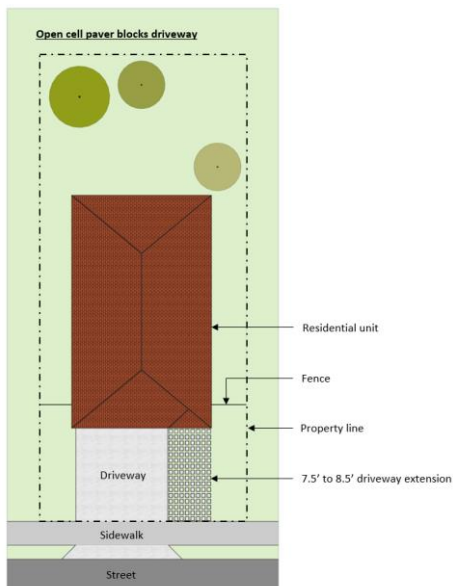 Open cell paver blocks driveway
Residential unit
Fence
Property line
Driveway
7.5’ to 8.5’ driveway extension
Sidewalk
Street